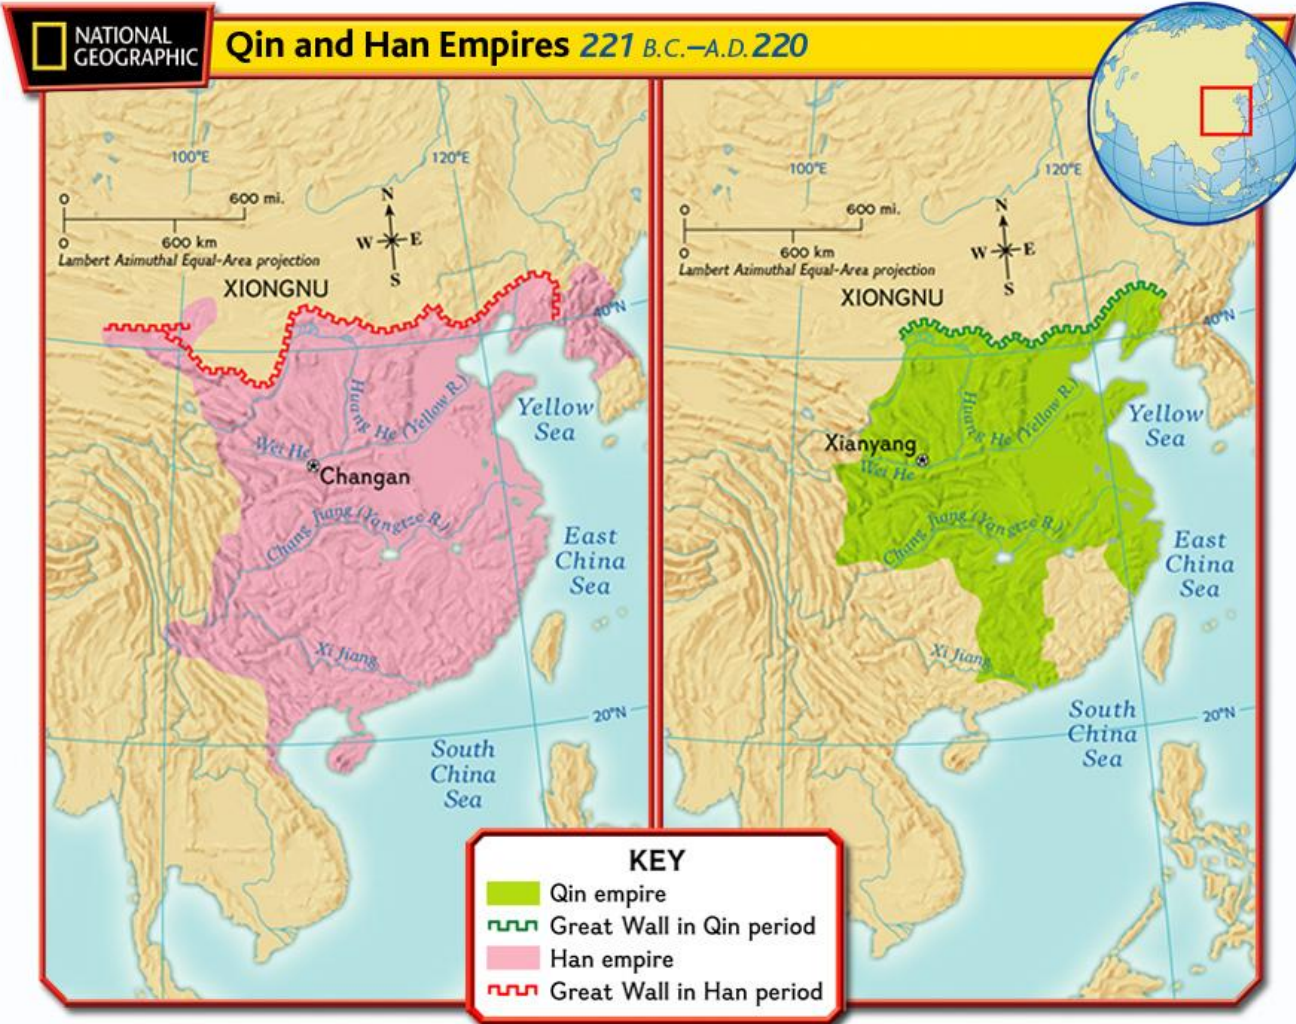 NATIONAL
GEOGRAPHIC
Qin and Han Empires 221 B.C.–A.D. 220
100°E
120°E
0
600 mi.
0
600 km
Lambert Azimuthal Equal-Area projection
N
W
E
S
XIONGNU
40°N
Huang He (Yellow R.)
Yellow
Sea
Wei He
Changan
Chang Jiang (Yangtze R.)
East
China
Sea
Xi Jiang
20°N
South
China
Sea
100°E
120°E
0
600 mi.
0
600 km
Lambert Azimuthal Equal-Area projection
N
W
E
S
XIONGNU
40°N
Huang He (Yellow R.)
Yellow
Sea
Xianyang
Wei He
Chang Jiang (Yangtze R.)
East
China
Sea
Xi Jiang
South
China
Sea
20°N
KEY
Qin empire
Great Wall in Qin period
Han empire
Great Wall in Han period